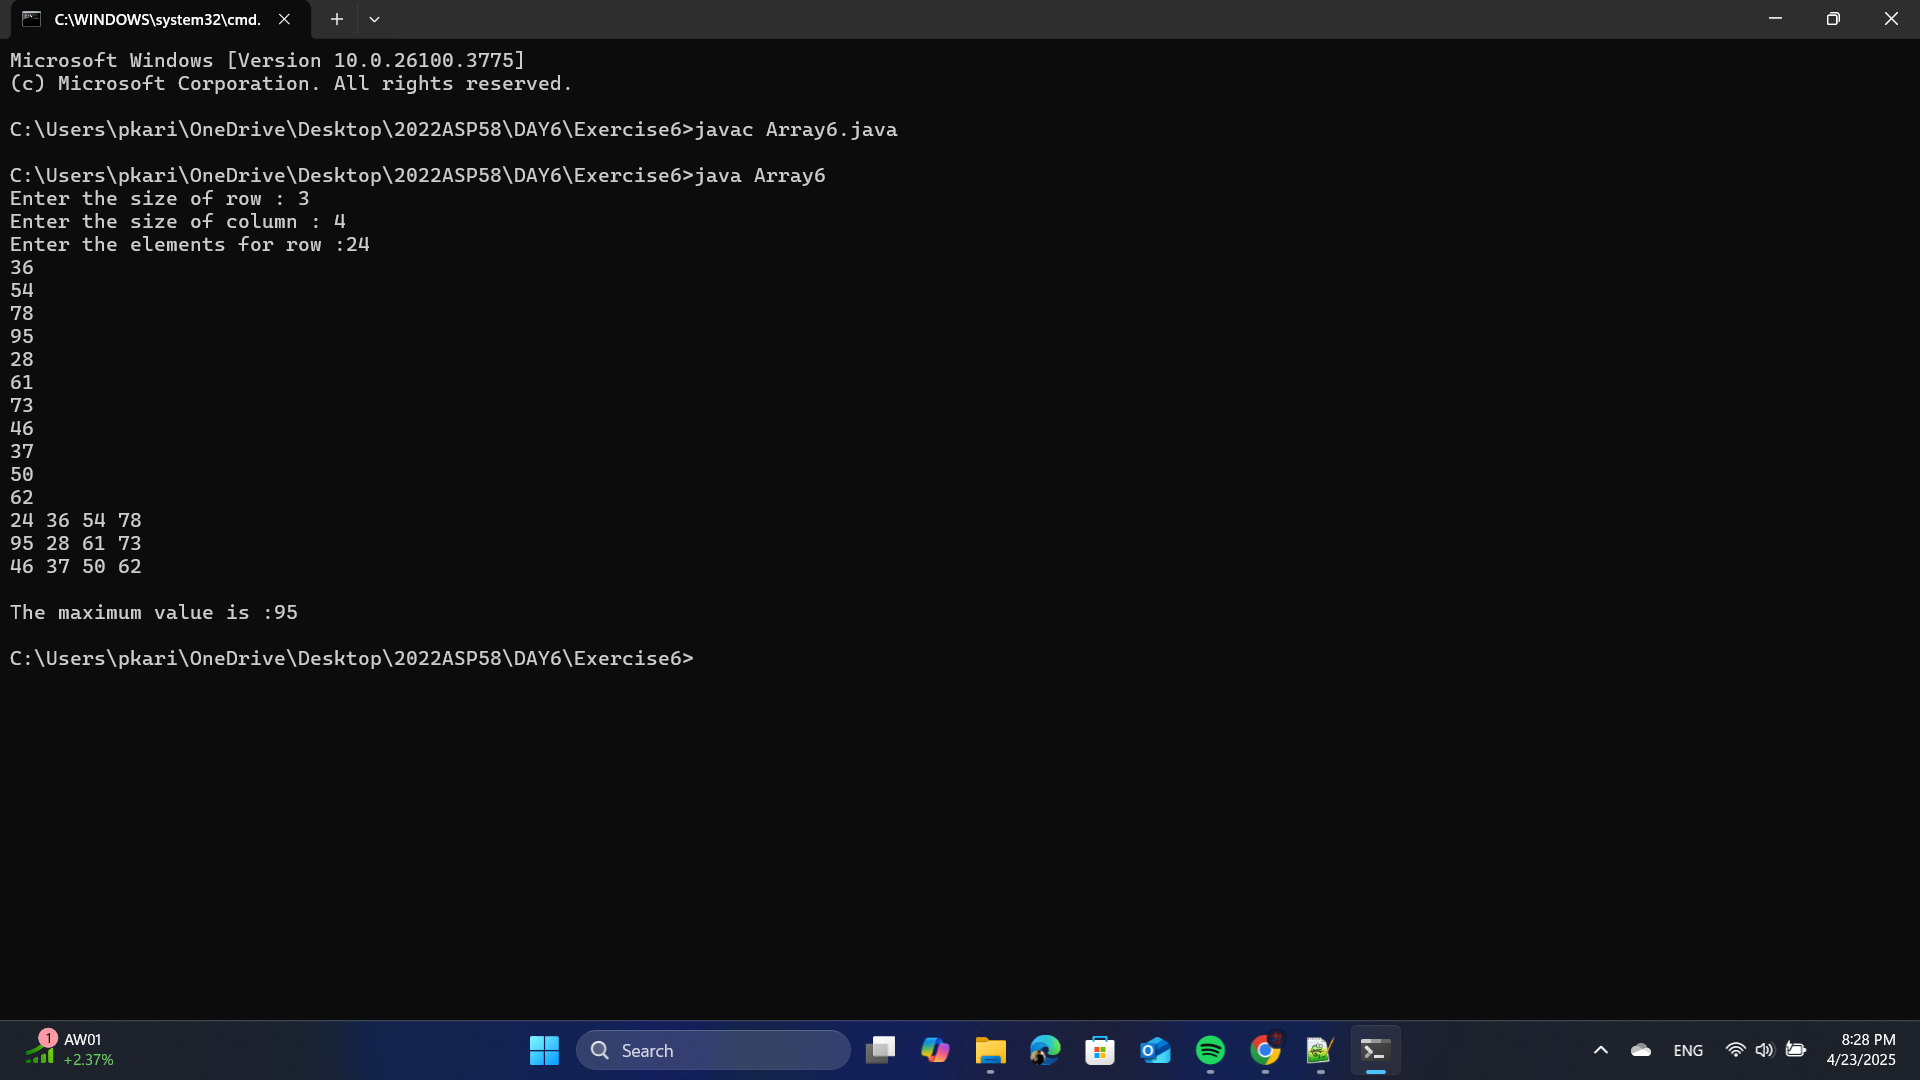 C:\WINDOWS\system32\cmd.
Microsoft Windows [Version 10.0.26100.3775]
(c) Microsoft Corporation. All rights reserved.
C:\Users\pkari\OneDrive\Desktop\2022ASP58\DAY6\Exercise6>javac Array6.java
C:\Users\pkari\OneDrive\Desktop\2022ASP58\DAY6\Exercise6>java Array6
Enter the size of row : 3
Enter the size of column : 4
Enter the elements for row :24
36
54
78
95
28
61
73
46
37
50
62
24 36 54 78
95 28 61 73
46 37 50 62
The maximum value is :95
C:\Users\pkari\OneDrive\Desktop\2022ASP58\DAY6\Exercise6>
1
AW01
+2.37%
Search
ENG
8:28 PM
4/23/2025